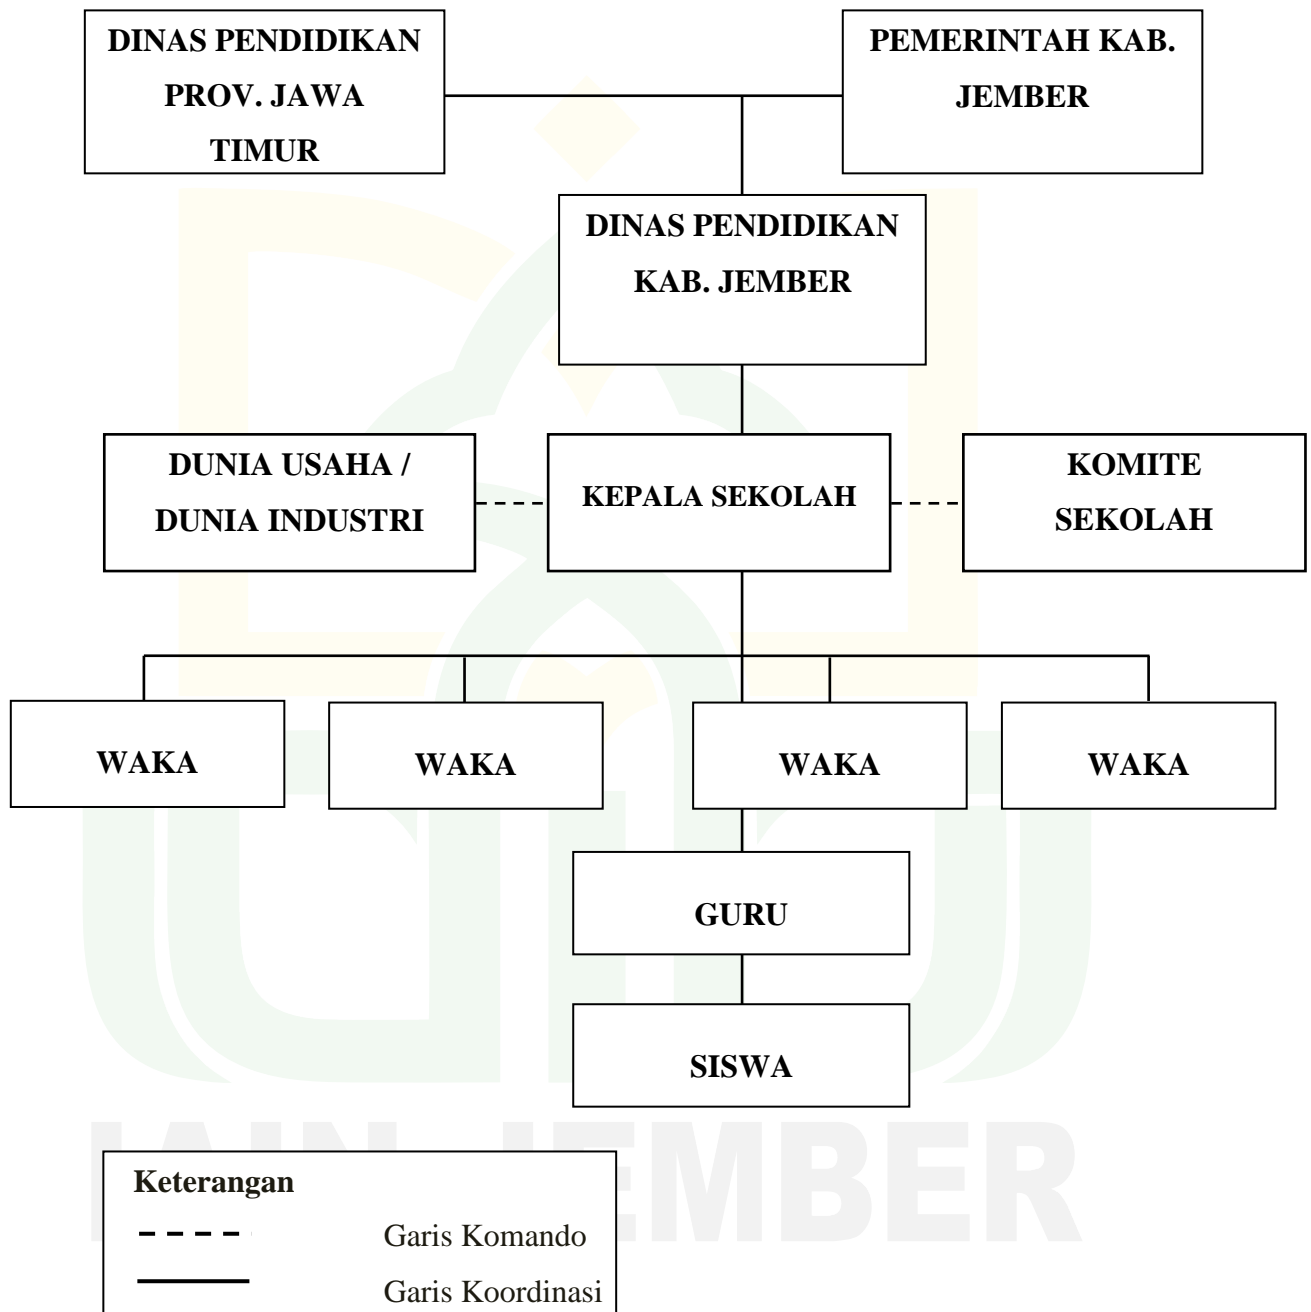 DINAS PENDIDIKAN
PROV. JAWA
TIMUR
PEMERINTAH KAB.
JEMBER
DINAS PENDIDIKAN
KAB. JEMBER
DUNIA USAHA /
DUNIA INDUSTRI
KEPALA SEKOLAH
KOMITE
SEKOLAH
WAKA
WAKA
WAKA
WAKA
GURU
SISWA
IAIN JEMBER
Keterangan
Garis Komando
Garis Koordinasi